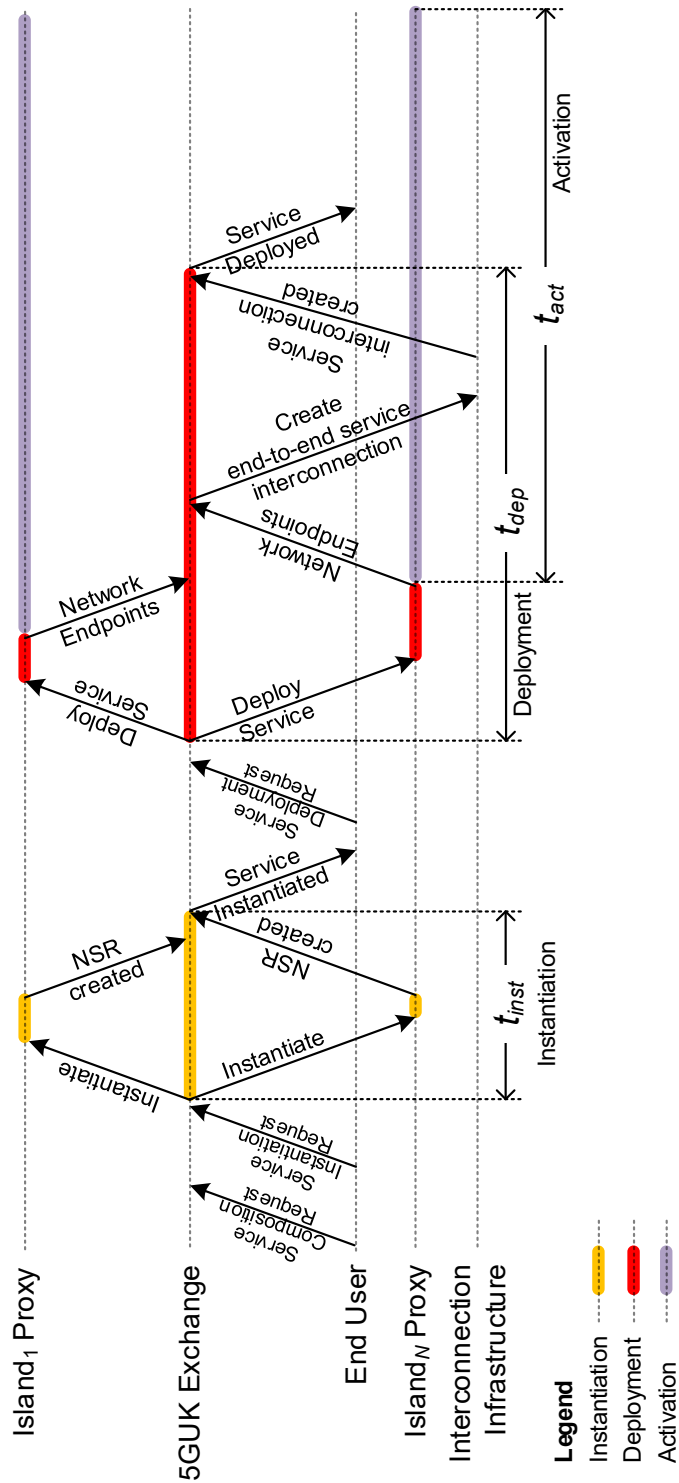 Island1 Proxy
5GUK Exchange
End User
IslandN Proxy
Interconnection
Infrastructure
Service
Composition
Request
Service
Instantiation
Request
Instantiate
Instantiate
NSR
created
NSR
created
Service
Instantiated
Service
Deployment
Request
Deploy
Service
Deploy
Service
Network
Endpoints
Network
Endpoints
Create
end-to-end service
interconnection
Service
interconnection
created
Service
Deployed
tinst
Instantiation
tdep
Deployment
tact
Activation
Legend
Instantiation
Deployment
Activation